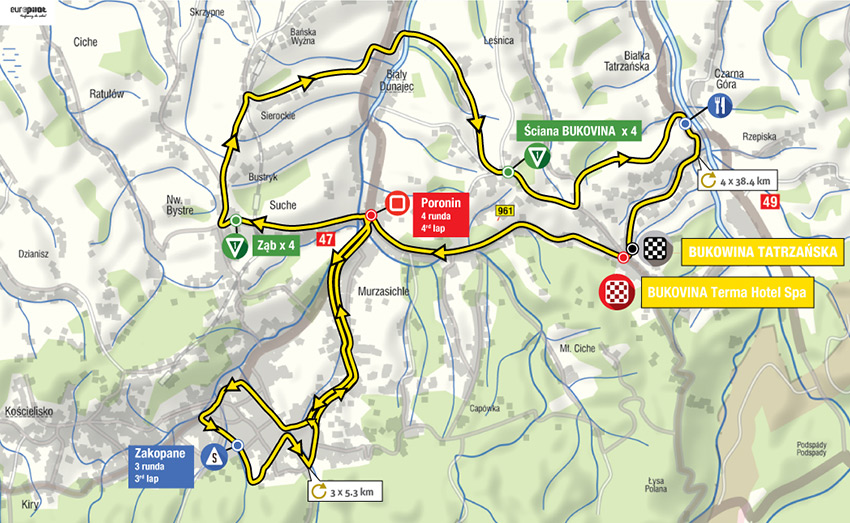 europilot
Skrzypne
Ciche
Bańska
Wyżna
Leśnica
Białka
Tatrzańska
Czarna
Góra
Biały
Dunajec
Ratułów
Sierockie
Ściana BUKOVINA x 4
Rzepiska
Bustryk
4 x 38.4 km
Nw.
Bystre
Suche
Poronin
4 runda
4rd lap
961
49
47
Ząb x 4
Dzianisz
BUKOWINA TATRZAŃSKA
BUKOVINA Terma Hotel Spa
Murzasichle
Mł. Ciche
Kościelisko
Capówka
Zakopane
3 runda
3rd lap
S
3 x 5.3 km
Podspády
Podspady
Łysa
Polana
Kiry